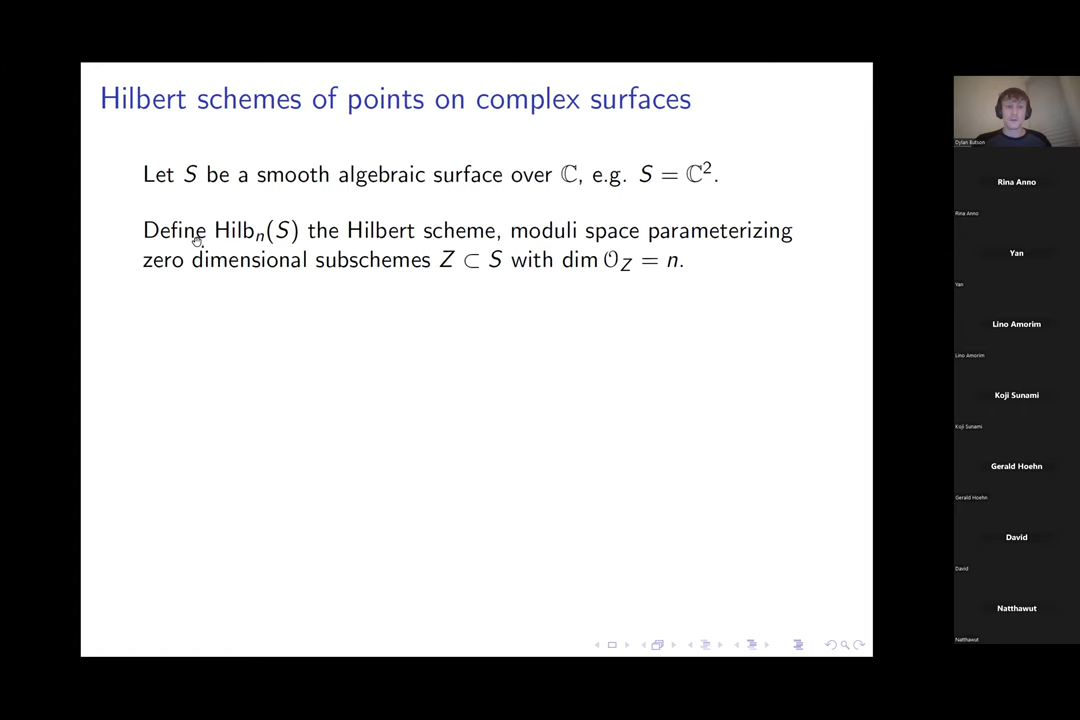 Hilbert schemes of points on complex surfaces
Let S be a smooth algebraic surface over ℂ, e.g. S = ℂ².
Define Hilbₙ(S) the Hilbert scheme, moduli space parameterizing
zero dimensional subschemes Z ⊂ S with dim 𝒪_Z = n.
Dylan Butson
Rina Anno
Rina Anno
Yan
Yan
Lino Amorim
Lino Amorim
Koji Sunami
Koji Sunami
Gerald Hoehn
Gerald Hoehn
David
David
Natthawut
Natthawut